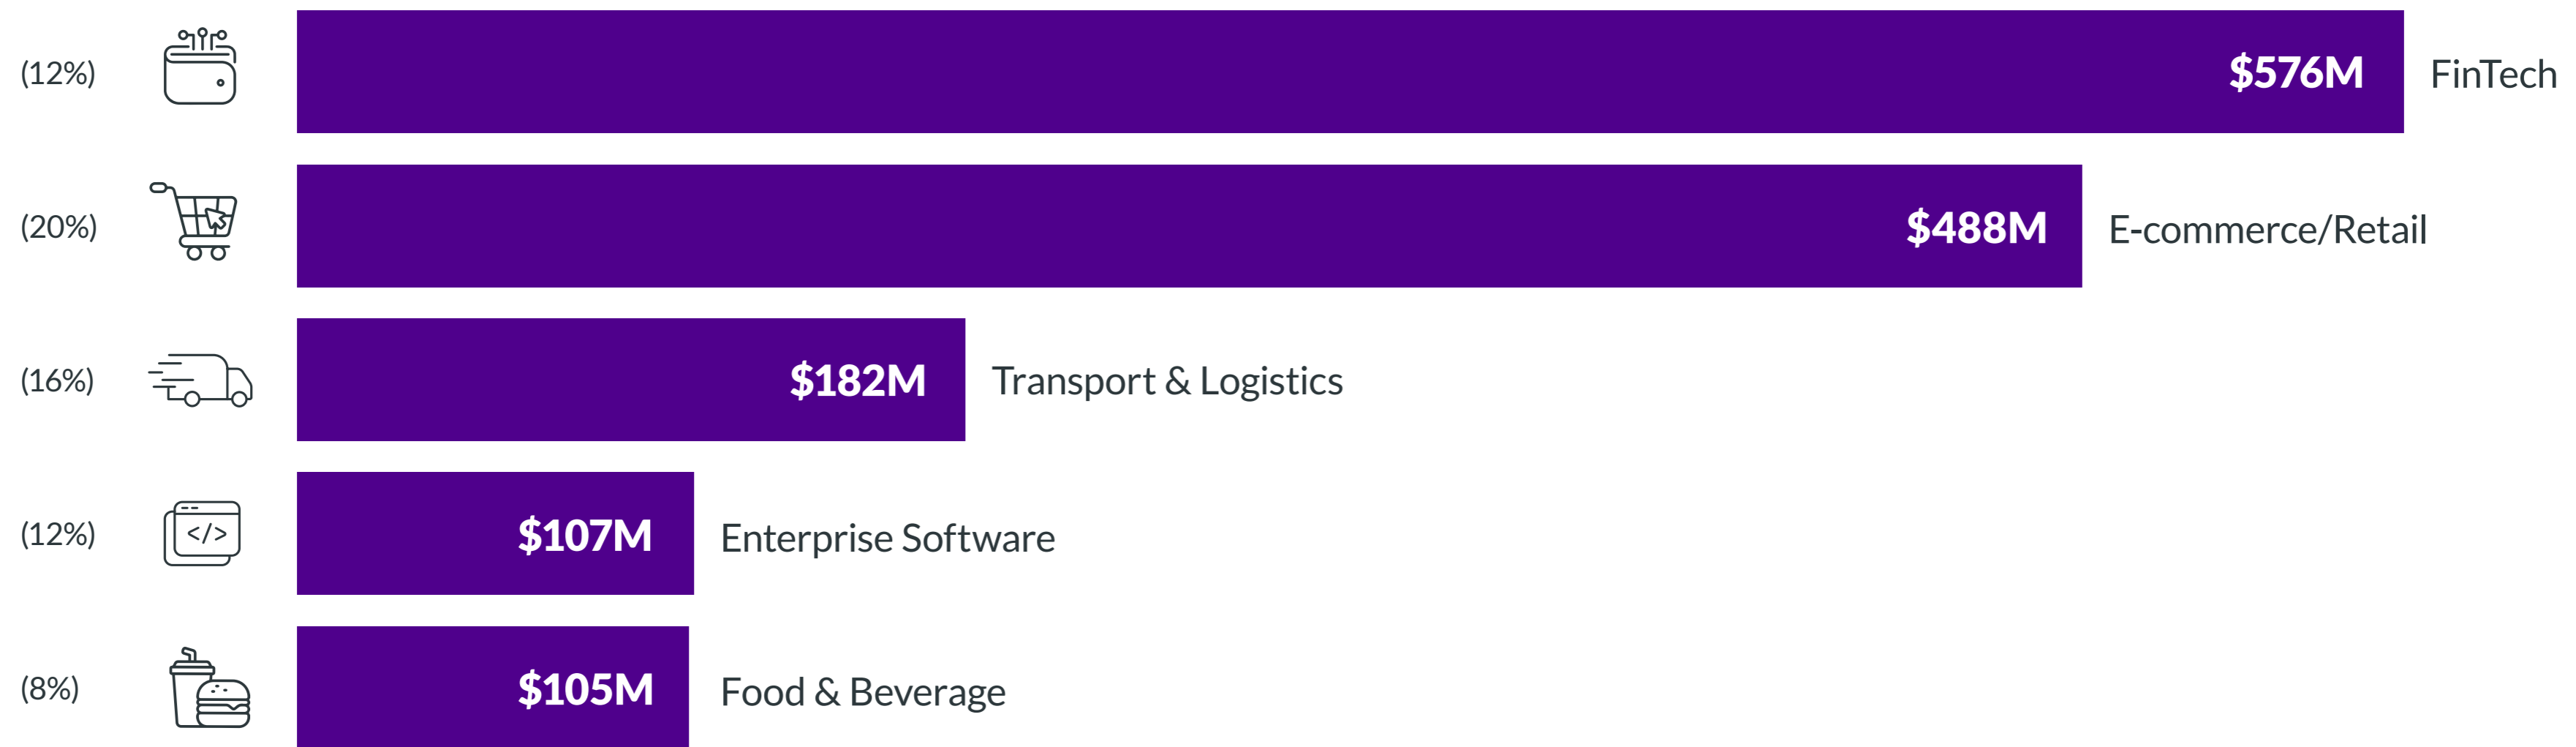 (12%) $576M FinTech
(20%) $488M E-commerce/Retail
(16%) $182M Transport & Logistics
(12%) </> $107M Enterprise Software
(8%) $105M Food & Beverage